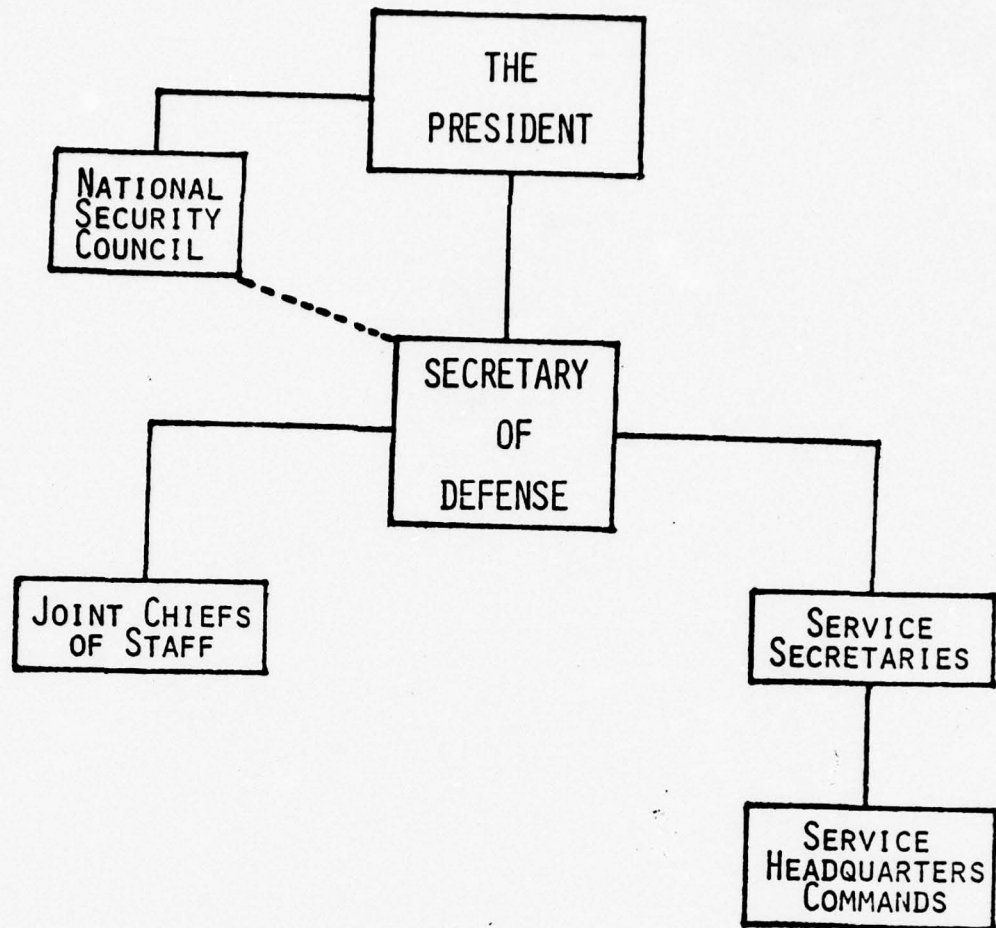 THE
PRESIDENT
NATIONAL
SECURITY
COUNCIL
SECRETARY
OF
DEFENSE
JOINT CHIEFS
OF STAFF
SERVICE
SECRETARIES
SERVICE
HEADQUARTERS
COMMANDS